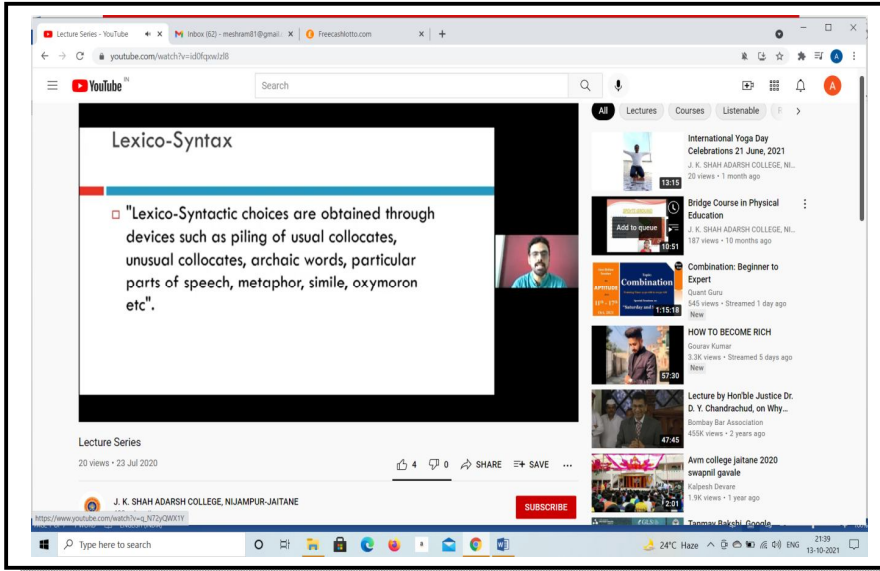 Lecture Series - YouTube
Inbox (62) - meshram81@gmail.
Freecashlotto.com
youtube.com/watch?v=id0fqxwJzl8
YouTube IN
Search
Lexico-Syntax
"Lexico-Syntactic choices are obtained through
devices such as piling of usual collocates,
unusual collocates, archaic words, particular
parts of speech, metaphor, simile, oxymoron
etc".
Lecture Series
20 views • 23 Jul 2020
4
0
SHARE
SAVE
J. K. SHAH ADARSH COLLEGE, NIJAMPUR-JAITANE
SUBSCRIBE
All
Lectures
Courses
Listenable
International Yoga Day
Celebrations 21 June, 2021
J. K. SHAH ADARSH COLLEGE, NI...
20 views • 1 month ago
13:15
Bridge Course in Physical
Education
J. K. SHAH ADARSH COLLEGE, NI...
187 views • 10 months ago
Add to queue
10:51
Combination: Beginner to
Expert
Quant Guru
545 views • Streamed 1 day ago
New
APTITUDE
Combination
1:15:18
HOW TO BECOME RICH
Gourav Kumar
3.3K views • Streamed 5 days ago
New
57:30
Lecture by Hon'ble Justice Dr.
D. Y. Chandrachud, on Why...
Bombay Bar Association
455K views • 2 years ago
47:45
Avm college jaitane 2020
swapnil gavale
Kalpesh Devare
1.9K views • 1 year ago
2:01
Tanmay Bakshi, Google
https://www.youtube.com/watch?v=q_N72yQWX1Y
Type here to search
24°C Haze
ENG
21:39
13-10-2021